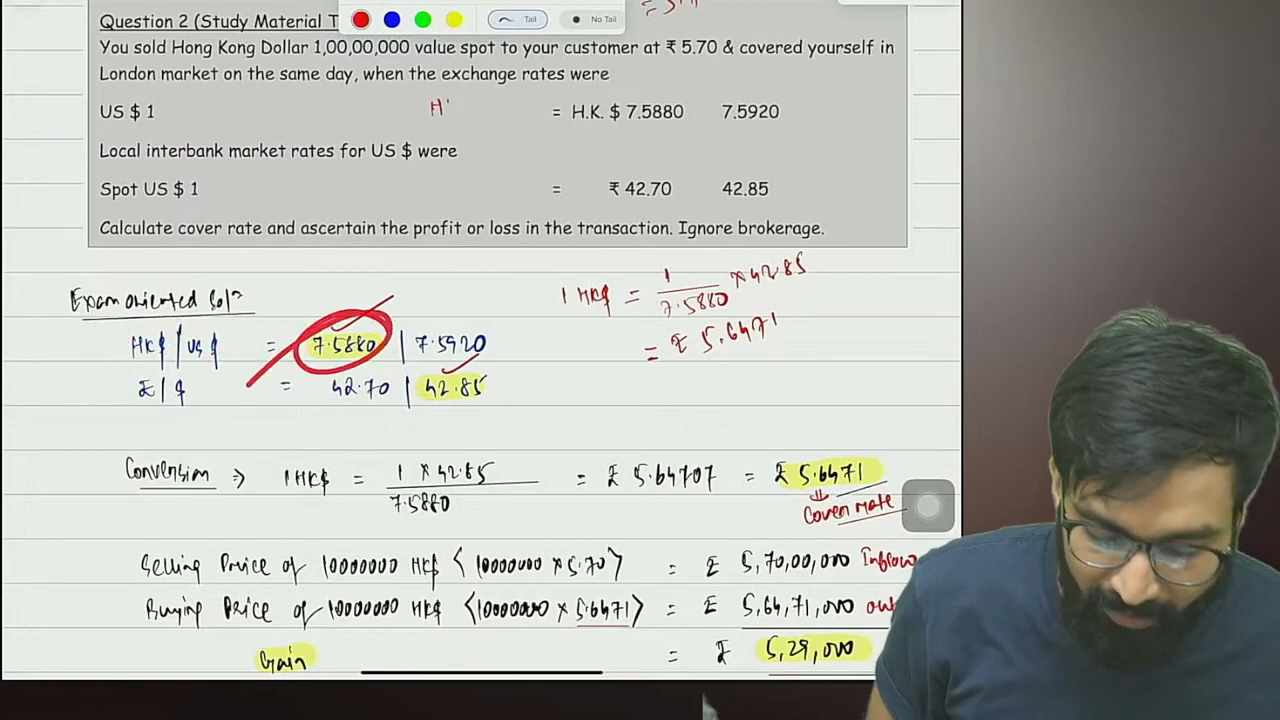 Question 2 (Study Material
Tail
No Tail
You sold Hong Kong Dollar 1,00,00,000 value spot to your customer at ₹ 5.70 & covered yourself in
London market on the same day, when the exchange rates were
US $ 1 H = H.K. $ 7.5880 7.5920
Local interbank market rates for US $ were
Spot US $ 1 = ₹ 42.70 42.85
Calculate cover rate and ascertain the profit or loss in the transaction. Ignore brokerage.
Exam oriented Solⁿ
1 HK$ = 1/7.5880 × 42.85
= ₹ 5.6471
HK$ | US $ = 7.5880 | 7.5920
₹ | $ = 42.70 | 42.85
Conversion ⇒ 1 HK$ = 1 × 42.85 / 7.5880 = ₹ 5.64707 = ₹ 5.6471
Cover rate
Selling Price of 10000000 HK$ <10000000 × 5.70> = ₹ 5,70,00,000 Inflow
Buying Price of 10000000 HK$ <10000000 × 5.6471> = ₹ 5,64,71,000 out
Gain = ₹ 5,29,000